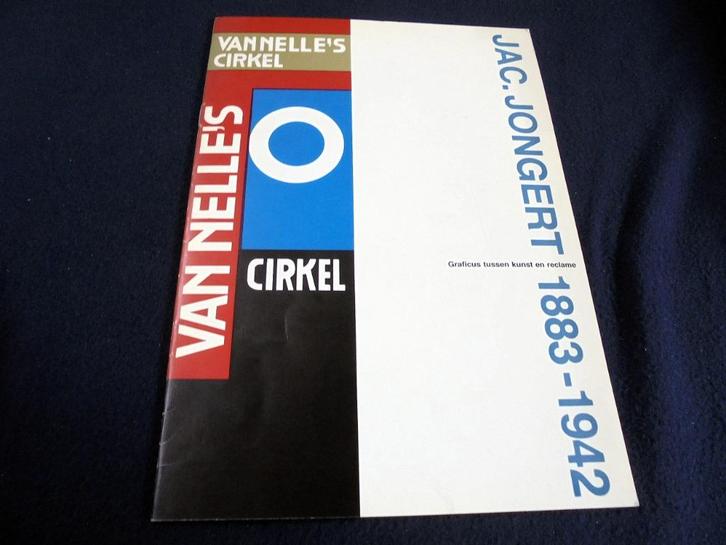 VAN NELLE'S
CIRKEL
VAN NELLE'S
CIRKEL
JAC. JONGERT 1883-1942
Graficus tussen kunst en reclame